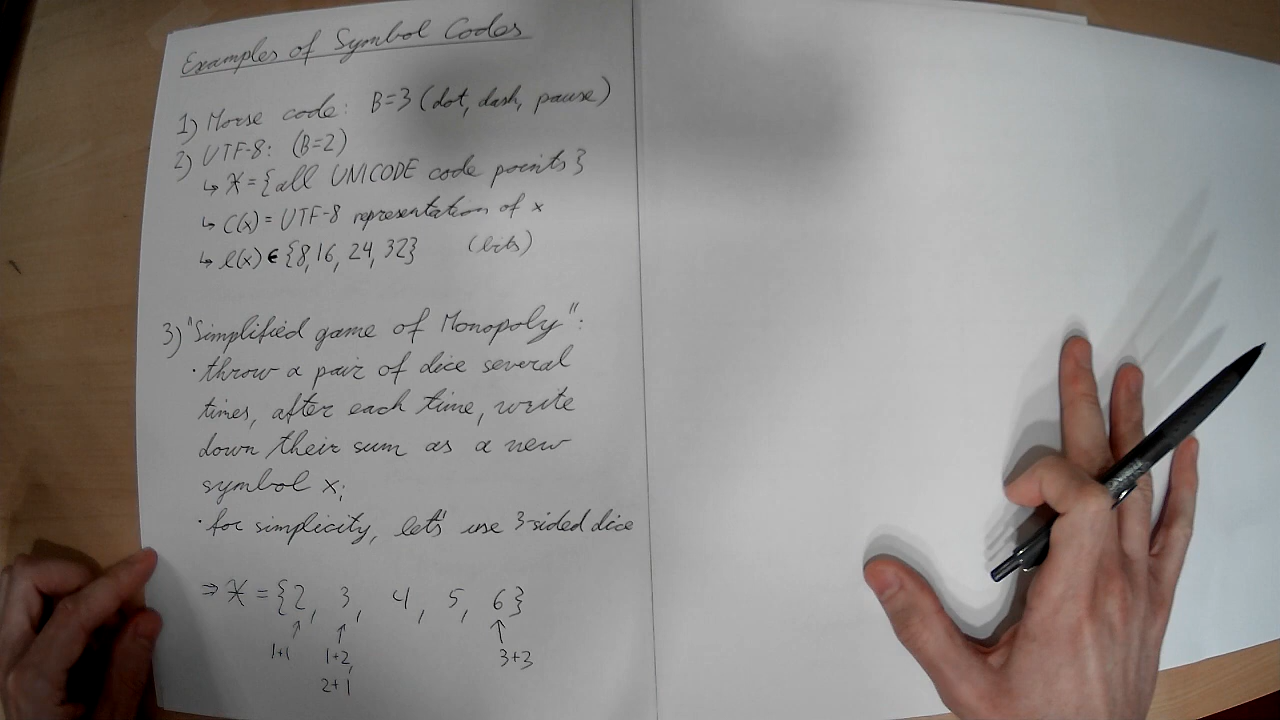 Examples of Symbol Codes
1) Morse code: B=3 (dot, dash, pause)
2) UTF-8: (B=2)
↳ 𝒳 = {all UNICODE code points}
↳ C(x) = UTF-8 representation of x
↳ ℓ(x) ∈ {8, 16, 24, 32} (bits)
3) "Simplified game of Monopoly":
· throw a pair of dice several
times, after each time, write
down their sum as a new
symbol xᵢ
· for simplicity, let's use 3-sided dice
⇒ 𝒳 = {2, 3, 4, 5, 6}
↑ ↑ ↑
1+1 1+2, 3+3
2+1